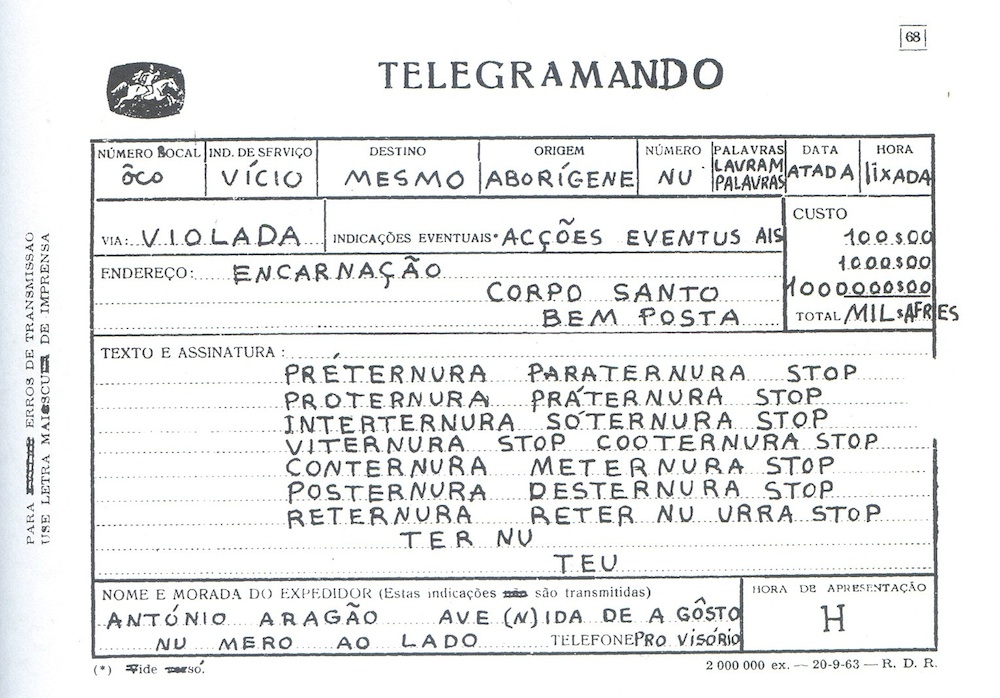 68
TELEGRAMANDO
NÚMERO BOCAL IND. DE SERVIÇO DESTINO ORIGEM NÚMERO PALAVRAS DATA HORA
ÔCO VÍCIO MESMO ABORÍGENE NU LAVRAM PALAVRAS ATADA liXADA
VIA: VIOLADA INDICAÇÕES EVENTUAIS* ACÇÕES EVENTUS AIS
CUSTO
100$00
1000$00
1000000$00
TOTAL MIL$AFRES
ENDEREÇO: ENCARNAÇÃO
CORPO SANTO
BEM POSTA
TEXTO E ASSINATURA:
PRÉTERNURA PARATERNURA STOP
PROTERNURA PRÁTERNURA STOP
INTERTERNURA SÓTERNURA STOP
VITERNURA STOP COOTERNURA STOP
CONTERNURA METERNURA STOP
POSTERNURA DESTERNURA STOP
RETERNURA RETER NU URRA STOP
TER NU
TEU
NOME E MORADA DO EXPEDIDOR (Estas indicações são transmitidas)
ANTÓNIO ARAGÃO AVE(N)IDA DE A GÔSTO
NU MERO AO LADO TELEFONE PRO VISÓRIO
HORA DE APRESENTAÇÃO
H
(*) Vide verso.
2 000 000 ex. — 20-9-63 — R. D. R.
PARA ERROS DE TRANSMISSÃO
USE LETRA MAIÚSCULA DE IMPRENSA